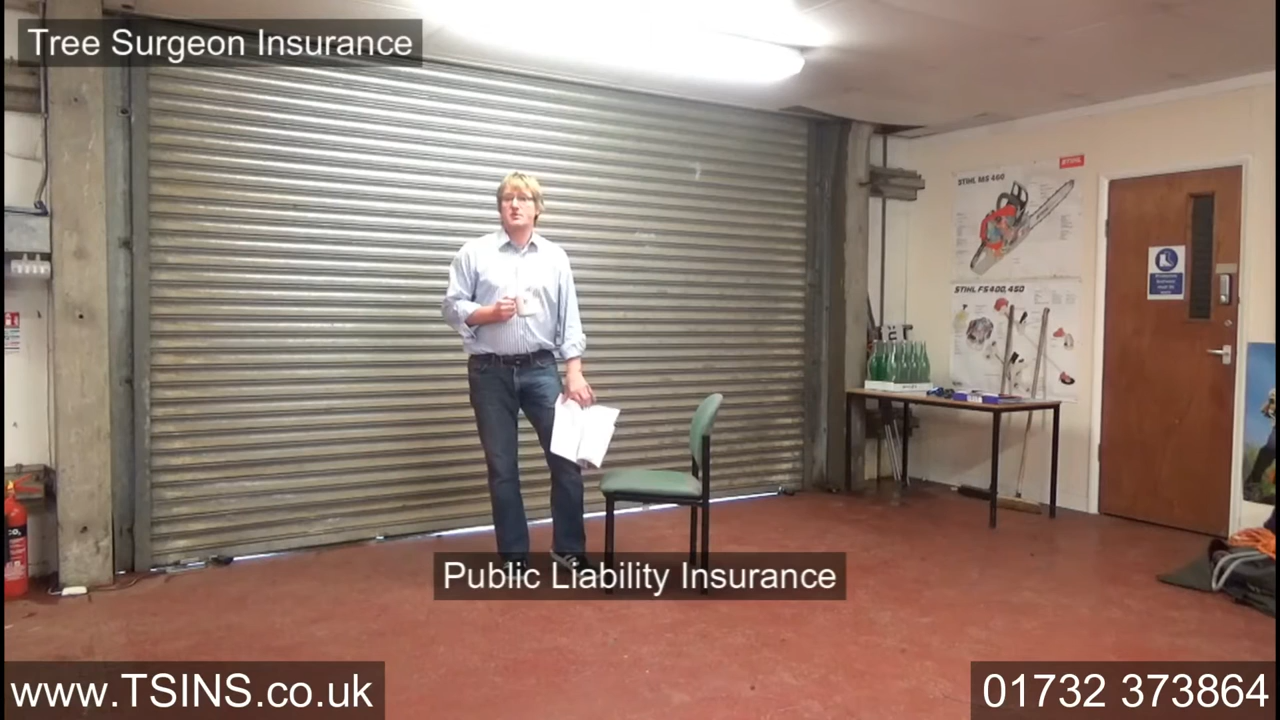 Tree Surgeon Insurance
STIHL
STIHL MS 460
STIHL FS 400, 450
Public Liability Insurance
www.TSINS.co.uk
01732 373864